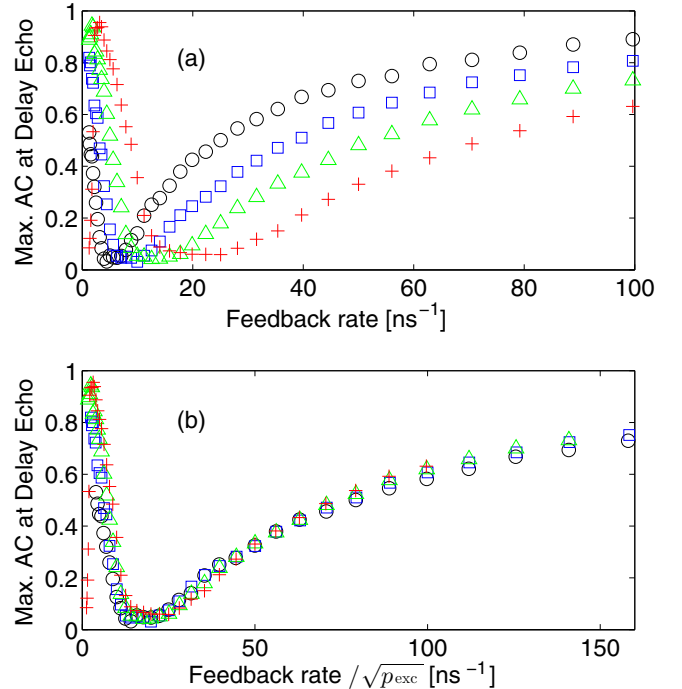 1
0.8
0.6
0.4
0.2
0
Max. AC at Delay Echo
(a)
0 20 40 60 80 100
Feedback rate [ns⁻¹]
1
0.8
0.6
0.4
0.2
0
Max. AC at Delay Echo
(b)
0 50 100 150
Feedback rate /√p_exc [ns⁻¹]